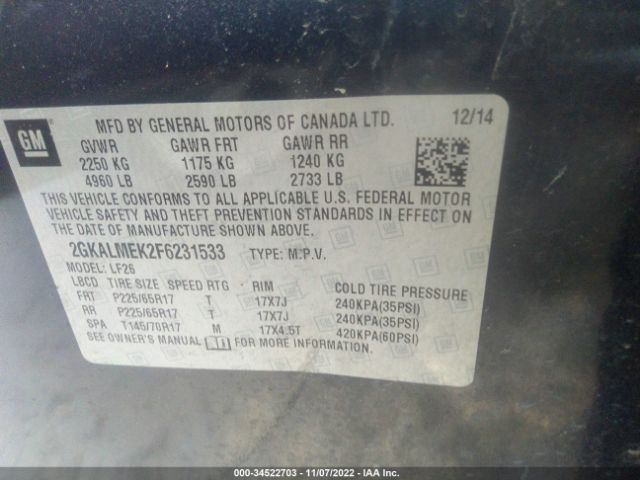 GM
MFD BY GENERAL MOTORS OF CANADA LTD. 12/14
GVWR GAWR FRT GAWR RR
2250 KG 1175 KG 1240 KG
4960 LB 2590 LB 2733 LB
THIS VEHICLE CONFORMS TO ALL APPLICABLE U.S. FEDERAL MOTOR
VEHICLE SAFETY AND THEFT PREVENTION STANDARDS IN EFFECT ON
THE DATE OF MANUFACTURE SHOWN ABOVE.
2GKALMEK2F6231533 TYPE: M.P.V.
MODEL: LF26
LBCD TIRE SIZE SPEED RTG RIM COLD TIRE PRESSURE
FRT P225/65R17 T 17X7J 240KPA(35PSI)
RR P225/65R17 T 17X7J 240KPA(35PSI)
SPA T145/70R17 M 17X4.5T 420KPA(60PSI)
SEE OWNER'S MANUAL FOR MORE INFORMATION.
000-34522703 - 11/07/2022 - IAA Inc.